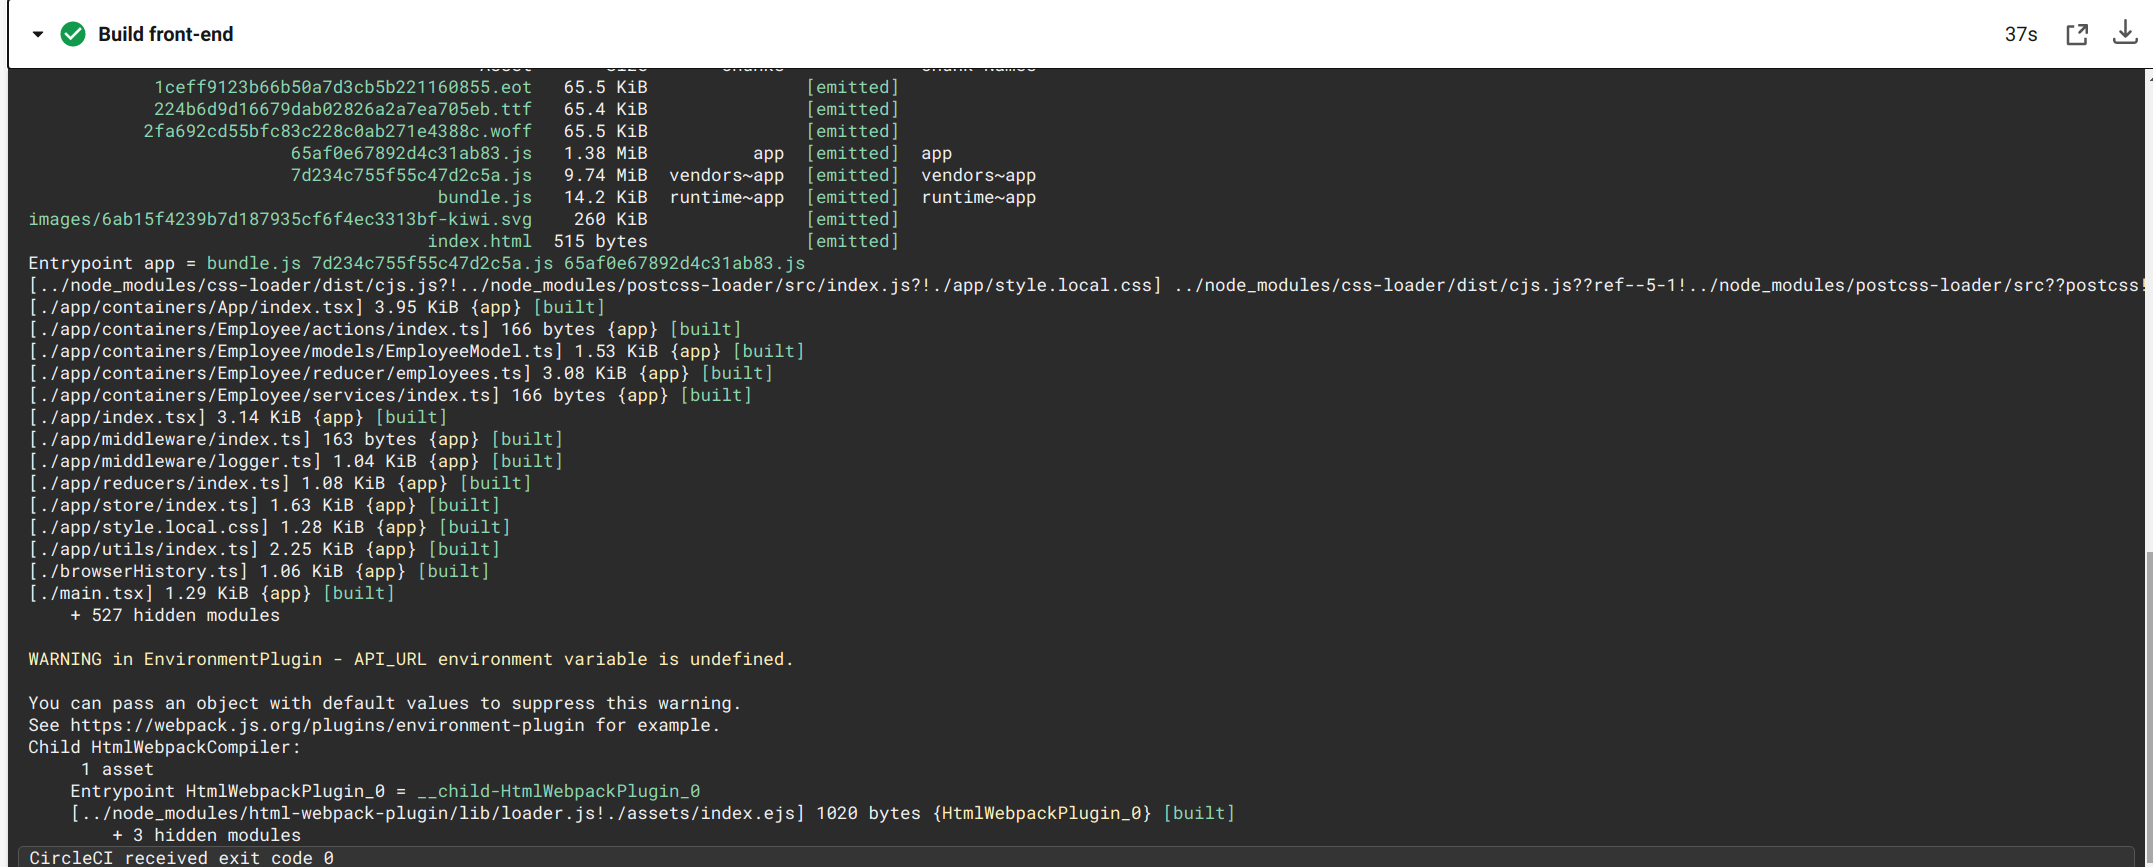 Build front-end 37s
Asset Size Chunks Chunk Names
1ceff9123b66b50a7d3cb5b221160855.eot 65.5 KiB [emitted]
224b6d9d16679dab02826a2a7ea705eb.ttf 65.4 KiB [emitted]
2fa692cd55bfc83c228c0ab271e4388c.woff 65.5 KiB [emitted]
65af0e67892d4c31ab83.js 1.38 MiB app [emitted] app
7d234c755f55c47d2c5a.js 9.74 MiB vendors~app [emitted] vendors~app
bundle.js 14.2 KiB runtime~app [emitted] runtime~app
images/6ab15f4239b7d187935cf6f4ec3313bf-kiwi.svg 260 KiB [emitted]
index.html 515 bytes [emitted]
Entrypoint app = bundle.js 7d234c755f55c47d2c5a.js 65af0e67892d4c31ab83.js
[../node_modules/css-loader/dist/cjs.js?!../node_modules/postcss-loader/src/index.js?!./app/style.local.css] ../node_modules/css-loader/dist/cjs.js??ref--5-1!../node_modules/postcss-loader/src??postcss!
[./app/containers/App/index.tsx] 3.95 KiB {app} [built]
[./app/containers/Employee/actions/index.ts] 166 bytes {app} [built]
[./app/containers/Employee/models/EmployeeModel.ts] 1.53 KiB {app} [built]
[./app/containers/Employee/reducer/employees.ts] 3.08 KiB {app} [built]
[./app/containers/Employee/services/index.ts] 166 bytes {app} [built]
[./app/index.tsx] 3.14 KiB {app} [built]
[./app/middleware/index.ts] 163 bytes {app} [built]
[./app/middleware/logger.ts] 1.04 KiB {app} [built]
[./app/reducers/index.ts] 1.08 KiB {app} [built]
[./app/store/index.ts] 1.63 KiB {app} [built]
[./app/style.local.css] 1.28 KiB {app} [built]
[./app/utils/index.ts] 2.25 KiB {app} [built]
[./browserHistory.ts] 1.06 KiB {app} [built]
[./main.tsx] 1.29 KiB {app} [built]
+ 527 hidden modules
WARNING in EnvironmentPlugin - API_URL environment variable is undefined.
You can pass an object with default values to suppress this warning.
See https://webpack.js.org/plugins/environment-plugin for example.
Child HtmlWebpackCompiler:
1 asset
Entrypoint HtmlWebpackPlugin_0 = __child-HtmlWebpackPlugin_0
[../node_modules/html-webpack-plugin/lib/loader.js!./assets/index.ejs] 1020 bytes {HtmlWebpackPlugin_0} [built]
+ 3 hidden modules
CircleCI received exit code 0